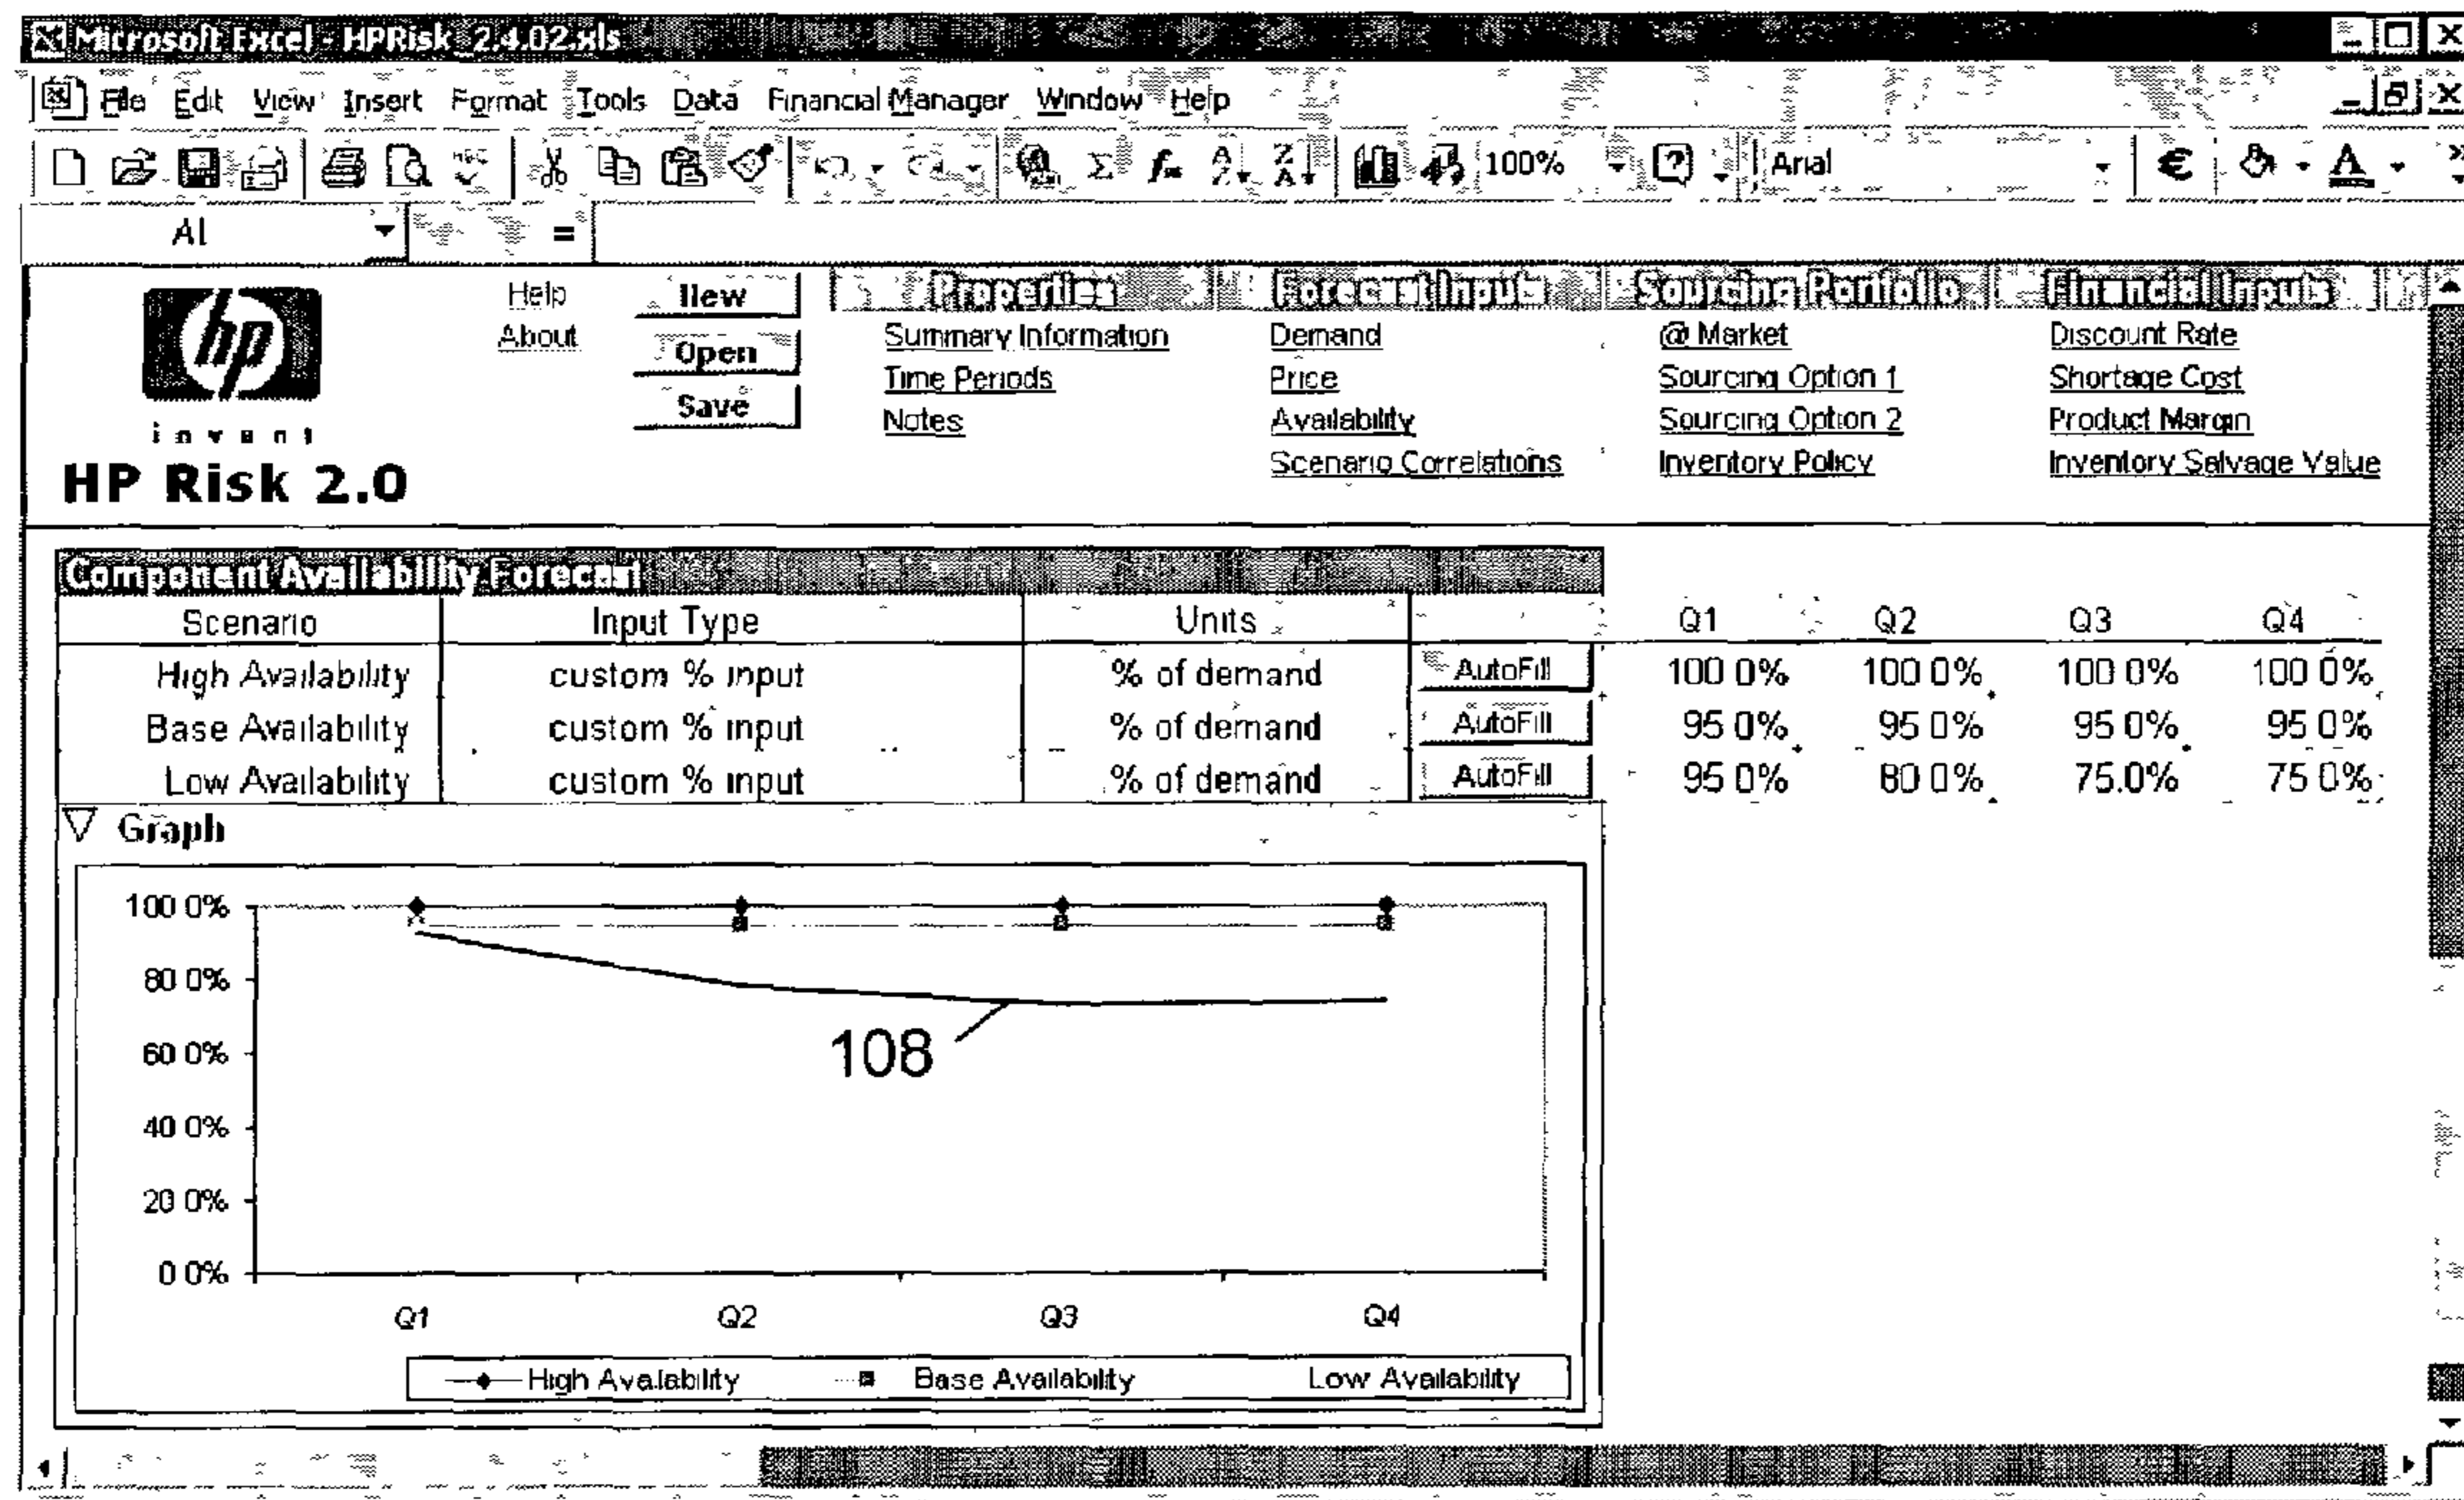 Microsoft Excel - HPRisk_2.4.02.xls
File Edit View Insert Format Tools Data Financial Manager Window Help
100% Arial
A1 =
hp
invent
HP Risk 2.0
Help
About
New
Open
Save
Properties Forecast Inputs Sourcing Portfolio Financial Inputs
Summary Information Demand @ Market Discount Rate
Time Periods Price Sourcing Option 1 Shortage Cost
Notes Availability Sourcing Option 2 Product Margin
Scenario Correlations Inventory Policy Inventory Salvage Value
Component Availability Forecast
Scenario Input Type Units Q1 Q2 Q3 Q4
High Availability custom % input % of demand AutoFill 100 0% 100 0% 100 0% 100 0%
Base Availability custom % input % of demand AutoFill 95 0% 95 0% 95 0% 95 0%
Low Availability custom % input % of demand AutoFill 95 0% 80 0% 75.0% 75 0%
Graph
100 0%
80 0%
60 0%
40 0%
20 0%
0 0%
108
Q1 Q2 Q3 Q4
High Availability Base Availability Low Availability